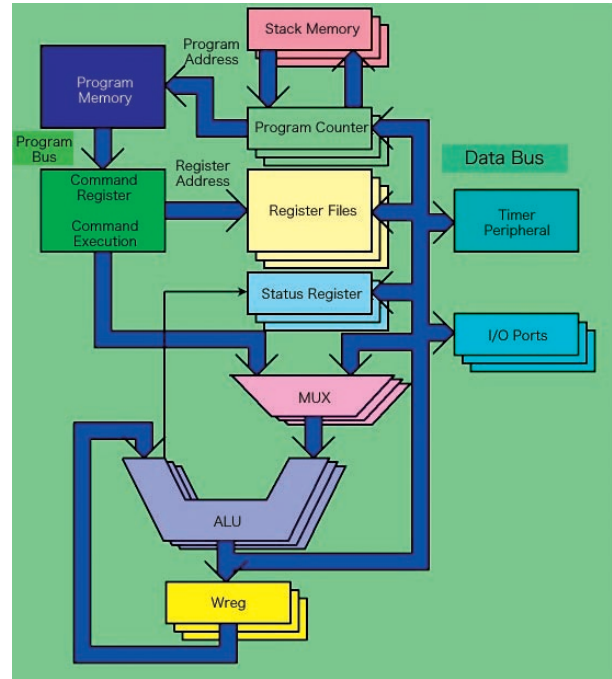 Stack Memory
Program
Address
Program
Memory
Program Counter
Program
Bus
Data Bus
Register
Address
Command
Register
Command
Execution
Register Files
Timer
Peripheral
Status Register
I/O Ports
MUX
ALU
Wreg